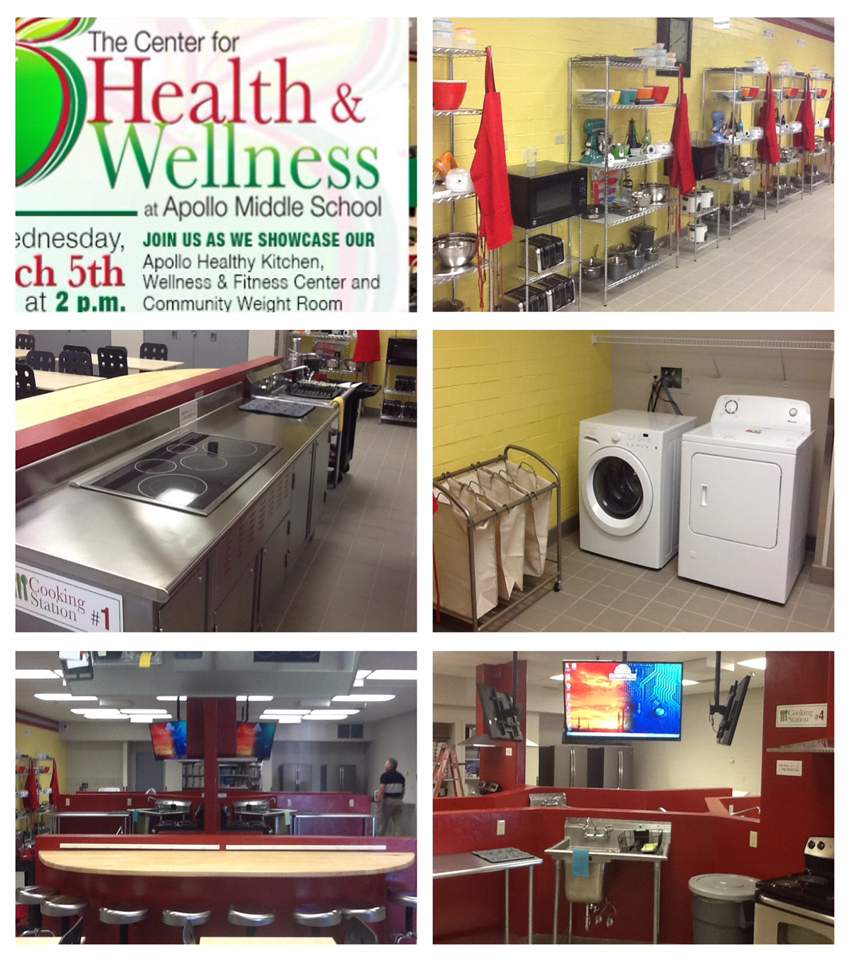 The Center for
Health &
Wellness
at Apollo Middle School
ednesday,
ch 5th
at 2 p.m.
JOIN US AS WE SHOWCASE OUR
Apollo Healthy Kitchen,
Wellness & Fitness Center and
Community Weight Room
Cooking
Station #1
Cooking
Station #4